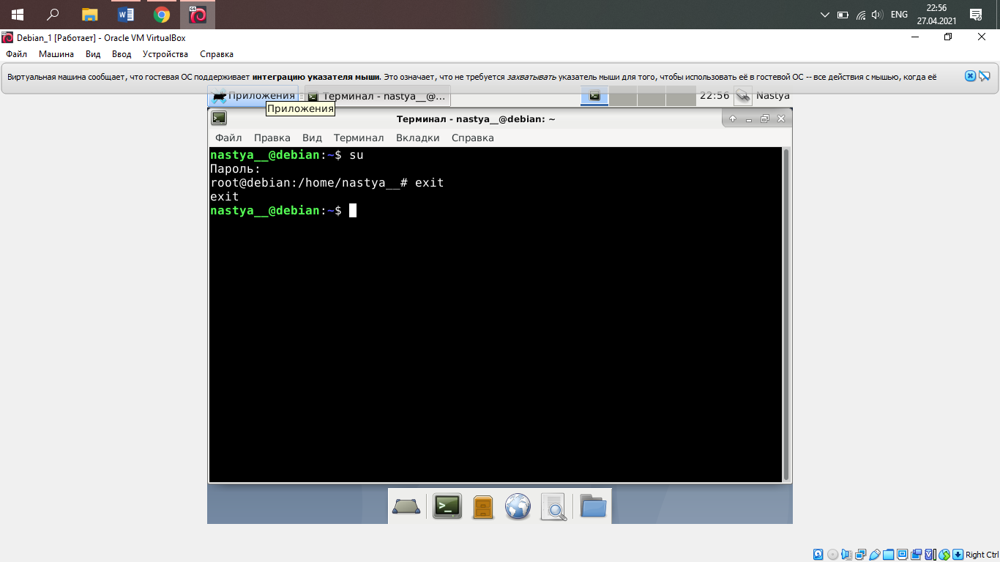 ENG
22:56
27.04.2021
Debian_1 [Работает] - Oracle VM VirtualBox
Файл Машина Вид Ввод Устройства Справка
Виртуальная машина сообщает, что гостевая ОС поддерживает интеграцию указателя мыши. Это означает, что не требуется захватывать указатель мыши для того, чтобы использовать её в гостевой ОС -- все действия с мышью, когда её
Приложения Терминал - nastya__@... 22:56 Nastya
Приложения
Терминал - nastya__@debian: ~
Файл Правка Вид Терминал Вкладки Справка
nastya__@debian:~$ su
Пароль:
root@debian:/home/nastya__# exit
exit
nastya__@debian:~$
Right Ctrl